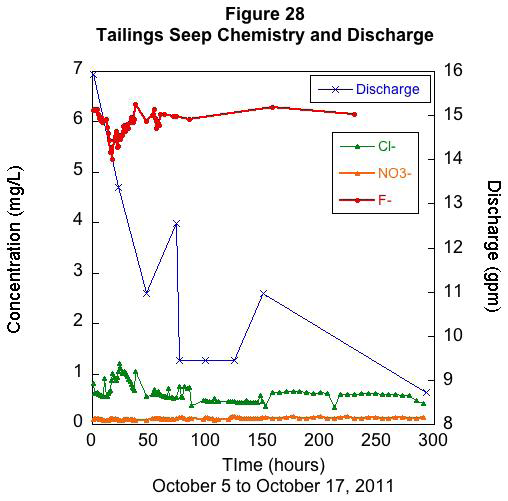 Figure 28
Tailings Seep Chemistry and Discharge
7
6
5
4
3
2
1
0
Concentration (mg/L)
16
15
14
13
12
11
10
9
8
Discharge (gpm)
Discharge
Cl-
NO3-
F-
0 50 100 150 200 250 300
TIme (hours)
October 5 to October 17, 2011